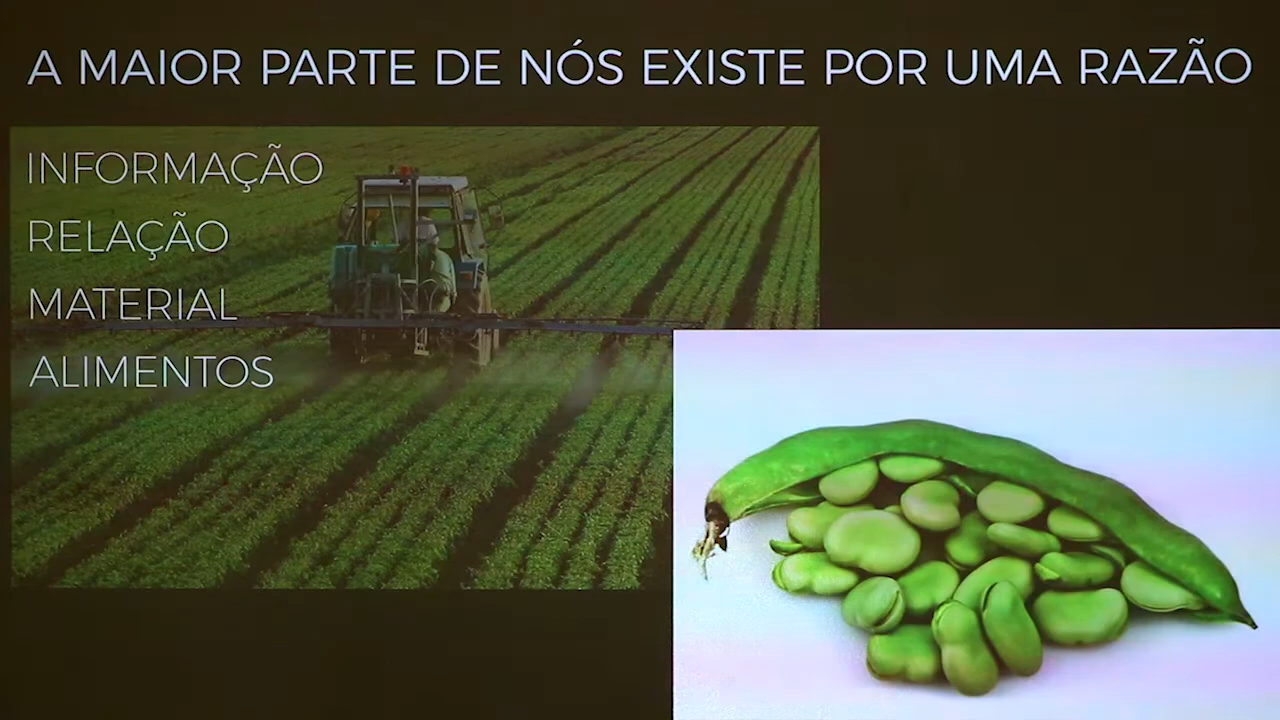 A MAIOR PARTE DE NÓS EXISTE POR UMA RAZÃO
INFORMAÇÃO
RELAÇÃO
MATERIAL
ALIMENTOS